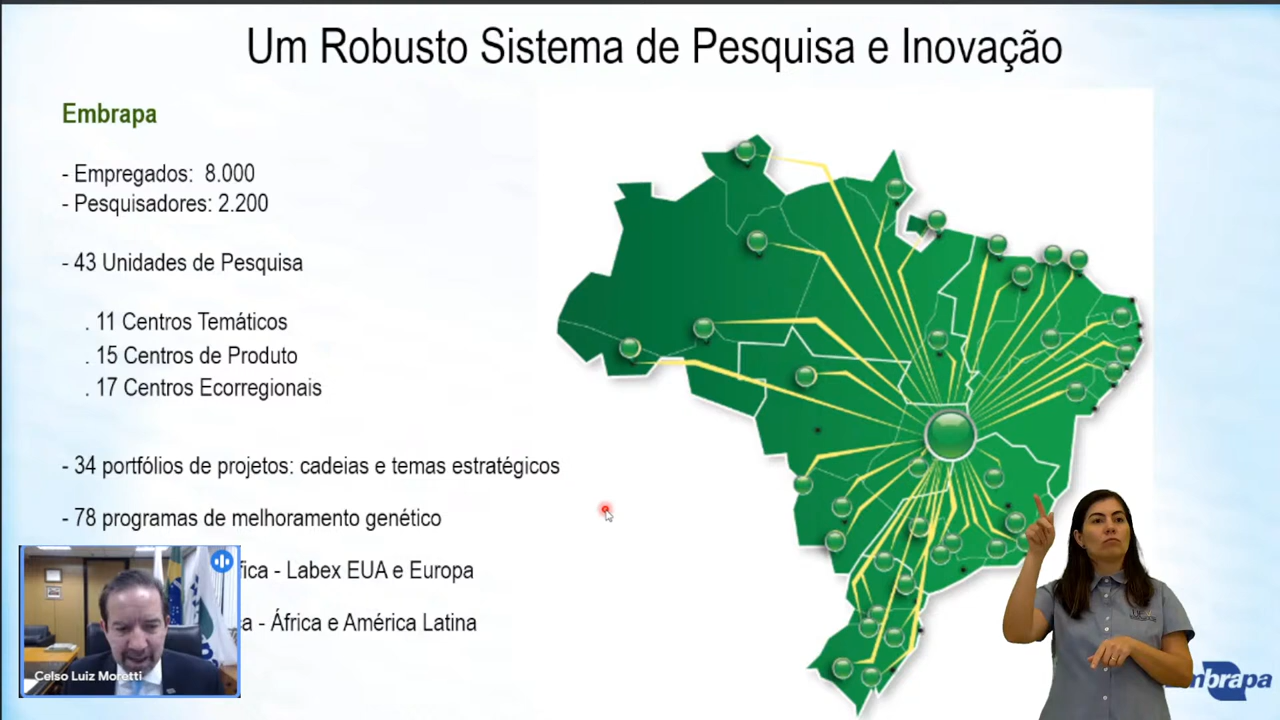 Um Robusto Sistema de Pesquisa e Inovação
Embrapa
- Empregados: 8.000
- Pesquisadores: 2.200
- 43 Unidades de Pesquisa
. 11 Centros Temáticos
. 15 Centros de Produto
. 17 Centros Ecorregionais
- 34 portfólios de projetos: cadeias e temas estratégicos
- 78 programas de melhoramento genético
fica - Labex EUA e Europa
a - África e América Latina
Celso Luiz Moretti
mbrapa